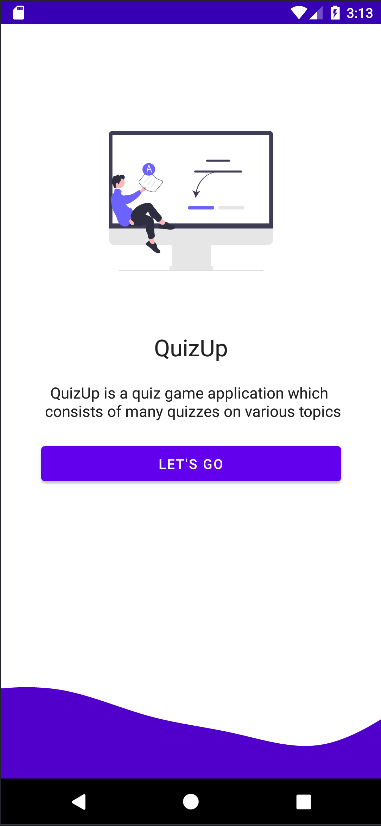 3:13
A
QuizUp
QuizUp is a quiz game application which
consists of many quizzes on various topics
LET'S GO